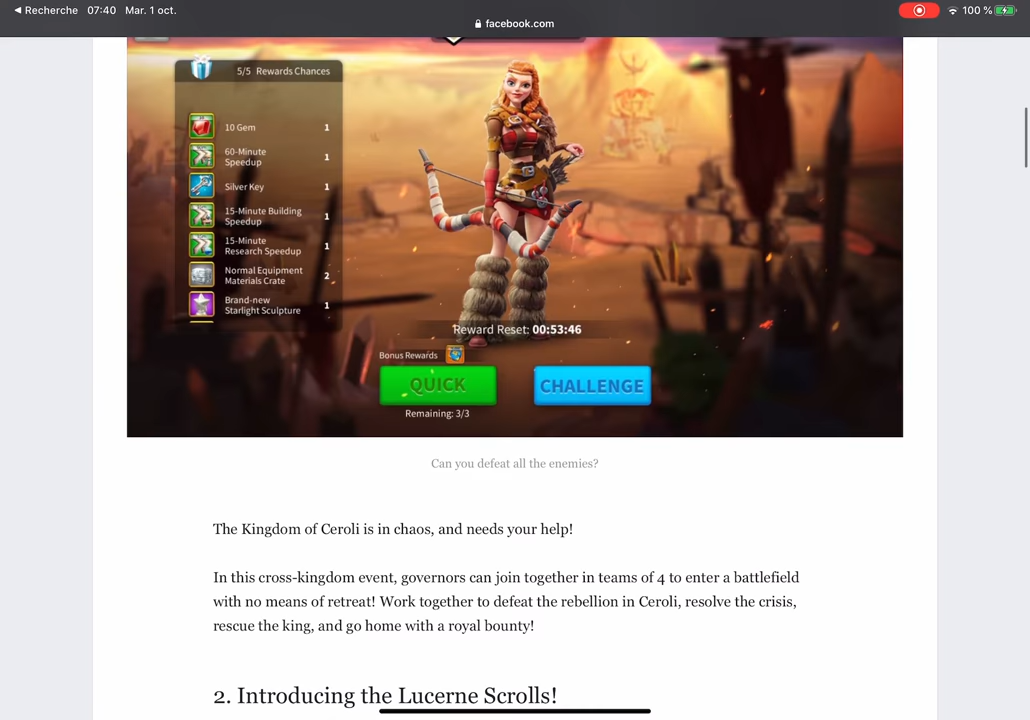 Recherche 07:40 Mar. 1 oct. 100 %
facebook.com
5/5 Rewards Chances
10 Gem 1
60-Minute
Speedup 1
Silver Key 1
15-Minute Building
Speedup 1
15-Minute
Research Speedup 1
Normal Equipment
Materials Crate 2
Brand-new
Starlight Sculpture 1
Reward Reset: 00:53:46
Bonus Rewards
QUICK CHALLENGE
Remaining: 3/3
Can you defeat all the enemies?
The Kingdom of Ceroli is in chaos, and needs your help!
In this cross-kingdom event, governors can join together in teams of 4 to enter a battlefield
with no means of retreat! Work together to defeat the rebellion in Ceroli, resolve the crisis,
rescue the king, and go home with a royal bounty!
2. Introducing the Lucerne Scrolls!